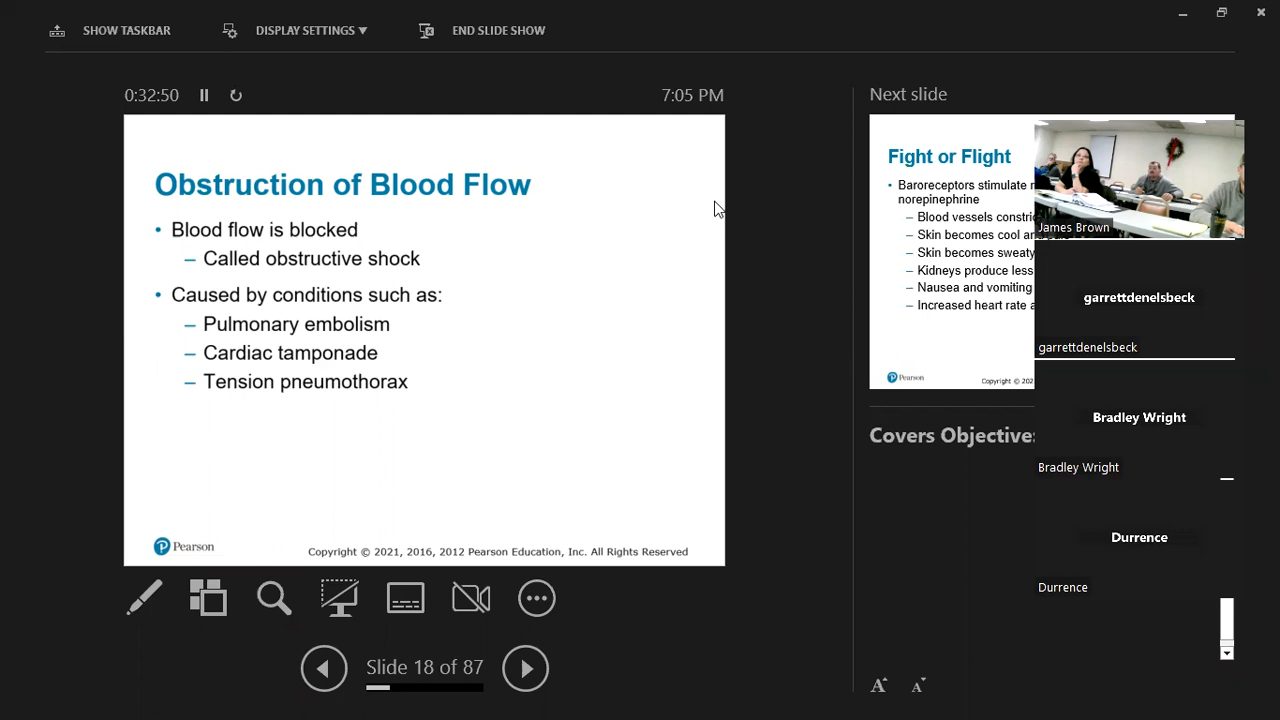 SHOW TASKBAR
DISPLAY SETTINGS ▼
END SLIDE SHOW
0:32:50
7:05 PM
Obstruction of Blood Flow
• Blood flow is blocked
– Called obstructive shock
• Caused by conditions such as:
– Pulmonary embolism
– Cardiac tamponade
– Tension pneumothorax
Pearson
Copyright © 2021, 2016, 2012 Pearson Education, Inc. All Rights Reserved
Slide 18 of 87
Next slide
Fight or Flight
• Baroreceptors stimulate
norepinephrine
– Blood vessels
– Skin becomes cool
– Skin becomes sweaty
– Kidneys produce less
– Nausea and vomiting
– Increased heart rate
Pearson
Copyright ©
Covers
James Brown
garrettdenelsbeck
garrettdenelsbeck
Bradley Wright
Bradley Wright
Durrence
Durrence
A A